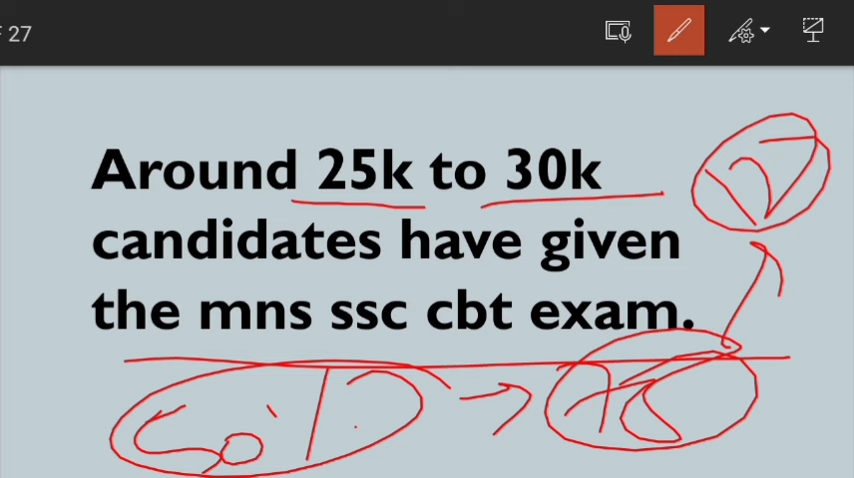 27
Around 25k to 30k
candidates have given
the mns ssc cbt exam.